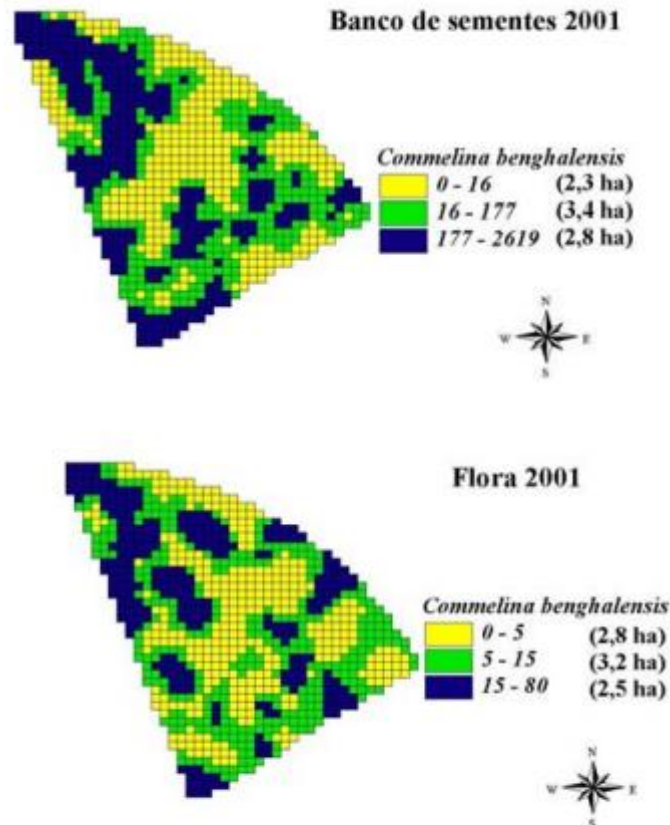 Banco de sementes 2001
Commelina benghalensis
0 - 16 (2,3 ha)
16 - 177 (3,4 ha)
177 - 2619 (2,8 ha)
N
W E
S
Flora 2001
Commelina benghalensis
0 - 5 (2,8 ha)
5 - 15 (3,2 ha)
15 - 80 (2,5 ha)
N
W E
S